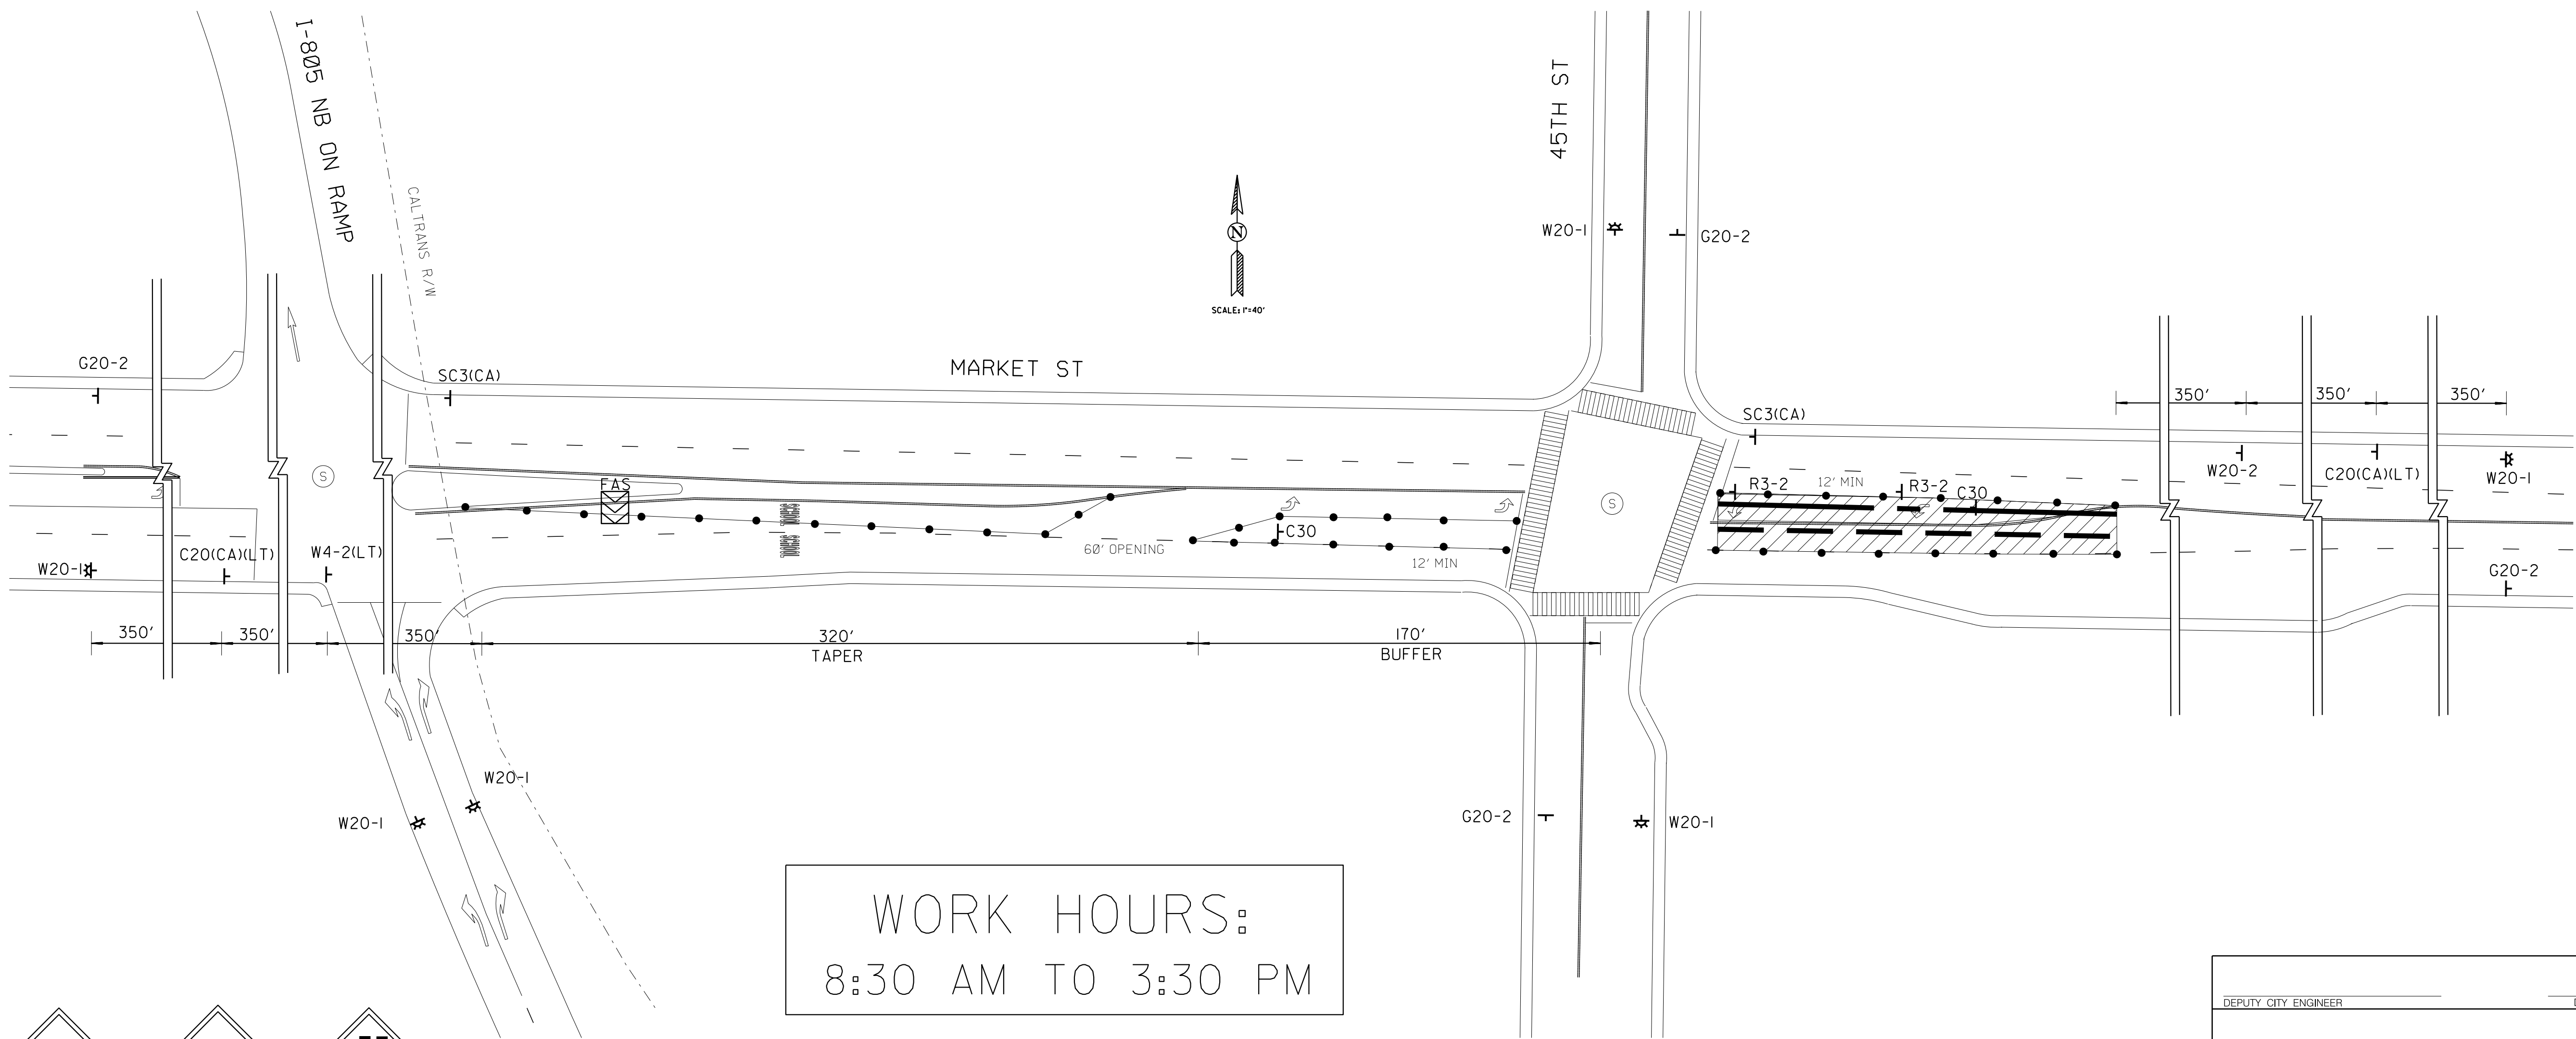 I-805 NB ON RAMP
CALTRANS R/W
45TH ST
W20-1
G20-2
N
SCALE: 1"=40'
G20-2
SC3(CA)
MARKET ST
SC3(CA)
350'
350'
350'
S
FAS
S
R3-2
12' MIN
R3-2
C30
W20-2
C20(CA)(LT)
W20-1
C30
60' OPENING
12' MIN
C20(CA)(LT)
W4-2(LT)
W20-1
G20-2
350'
350'
350'
320'
TAPER
170'
BUFFER
W20-1
W20-1
G20-2
W20-1
WORK HOURS:
8:30 AM TO 3:30 PM
DEPUTY CITY ENGINEER